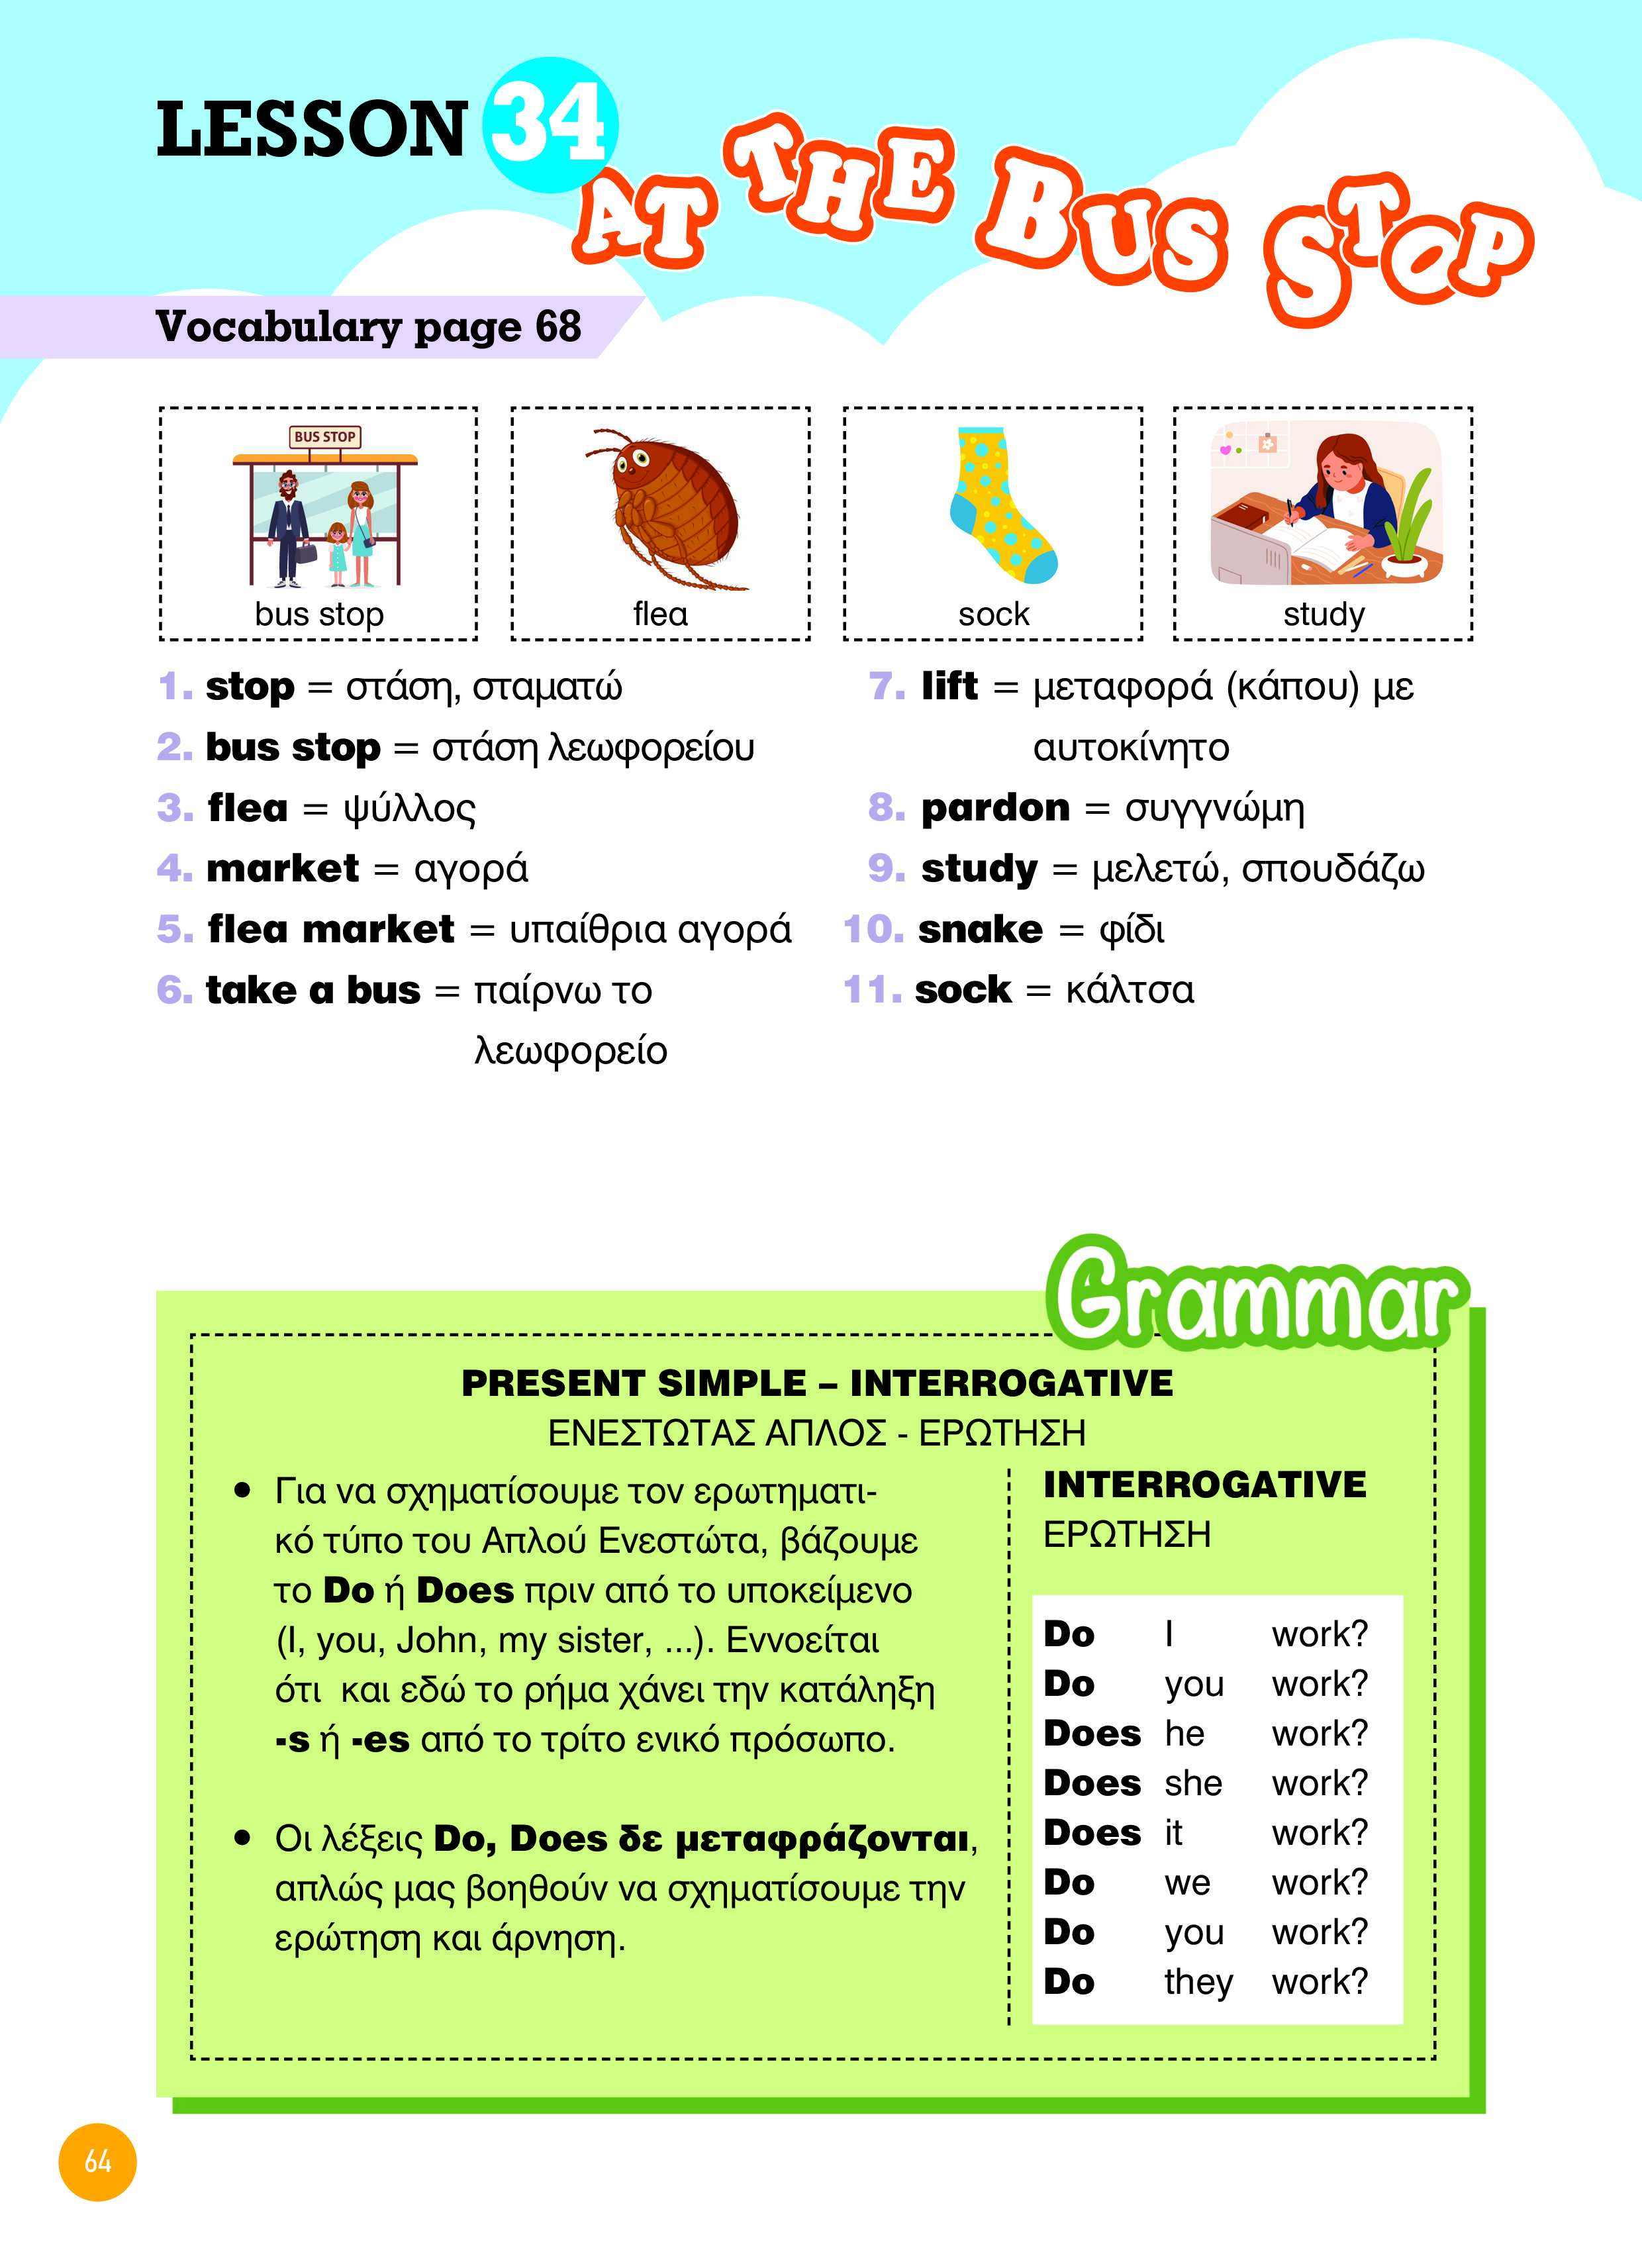 LESSON 34
AT THE BUS STOP
Vocabulary page 68
BUS STOP
bus stop
flea
sock
study
1. stop = στάση, σταματώ
2. bus stop = στάση λεωφορείου
3. flea = ψύλλος
4. market = αγορά
5. flea market = υπαίθρια αγορά
6. take a bus = παίρνω το
λεωφορείο
7. lift = μεταφορά (κάπου) με
αυτοκίνητο
8. pardon = συγγνώμη
9. study = μελετώ, σπουδάζω
10. snake = φίδι
11. sock = κάλτσα
Grammar
PRESENT SIMPLE – INTERROGATIVE
ΕΝΕΣΤΩΤΑΣ ΑΠΛΟΣ - ΕΡΩΤΗΣΗ
• Για να σχηματίσουμε τον ερωτηματι-
κό τύπο του Απλού Ενεστώτα, βάζουμε
το Do ή Does πριν από το υποκείμενο
(I, you, John, my sister, ...). Εννοείται
ότι και εδώ το ρήμα χάνει την κατάληξη
-s ή -es από το τρίτο ενικό πρόσωπο.
• Οι λέξεις Do, Does δε μεταφράζονται,
απλώς μας βοηθούν να σχηματίσουμε την
ερώτηση και άρνηση.
INTERROGATIVE
ΕΡΩΤΗΣΗ
Do I work?
Do you work?
Does he work?
Does she work?
Does it work?
Do we work?
Do you work?
Do they work?
64